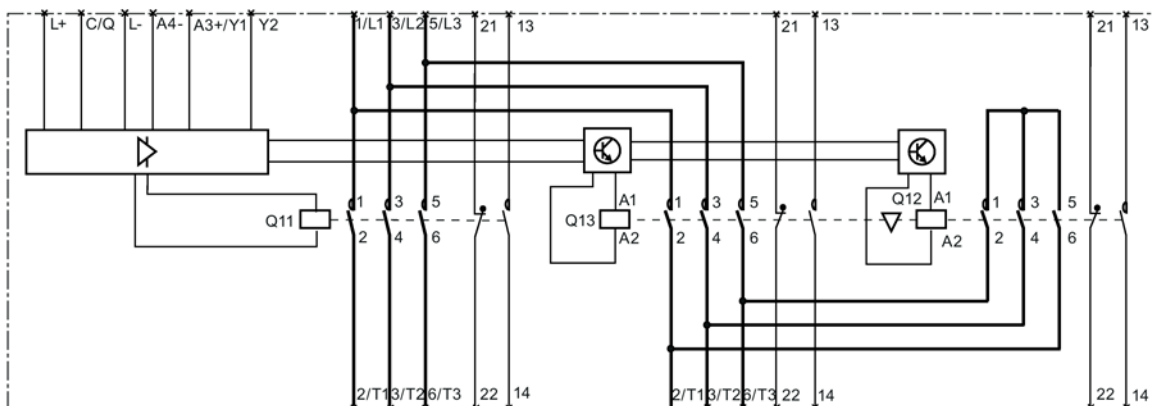 L+ C/Q L- A4- A3+/Y1 Y2 1/L1 3/L2 5/L3 21 13 21 13 21 13
Q11 1 3 5
2 4 6
Q13 A1 1 3 5
A2 2 4 6
Q12 A1 1 3 5
A2 2 4 6
2/T1 3/T2 6/T3 22 14 2/T1 3/T2 6/T3 22 14 22 14